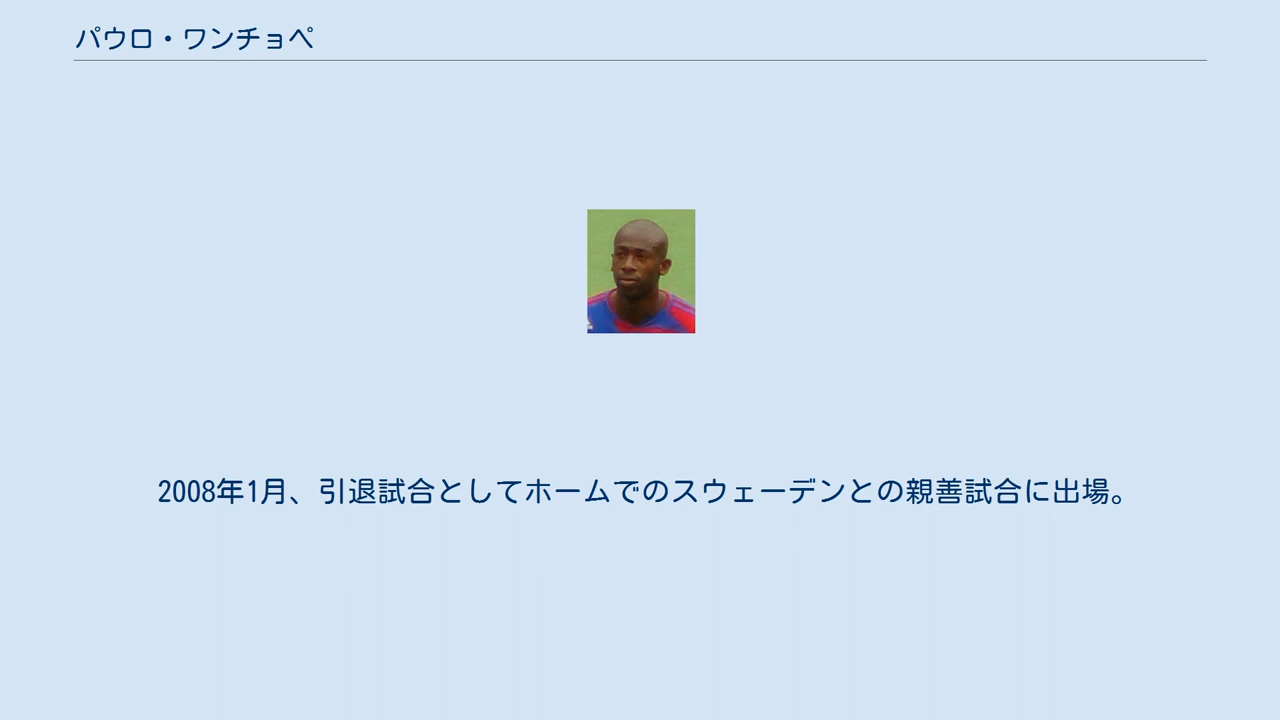 パウロ・ワンチョペ
2008年1月、引退試合としてホームでのスウェーデンとの親善試合に出場。